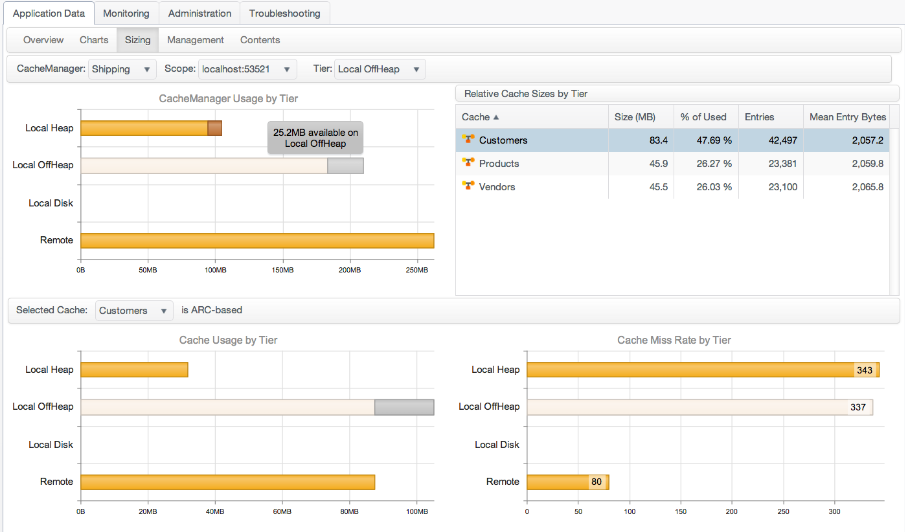 Application Data Monitoring Administration Troubleshooting
Overview Charts Sizing Management Contents
CacheManager: Shipping Scope: localhost:53521 Tier: Local OffHeap
CacheManager Usage by Tier
Local Heap
25.2MB available on
Local OffHeap
Local OffHeap
Local Disk
Remote
0B 50MB 100MB 150MB 200MB 250MB
Relative Cache Sizes by Tier
Cache Size (MB) % of Used Entries Mean Entry Bytes
Customers 83.4 47.69 % 42,497 2,057.2
Products 45.9 26.27 % 23,381 2,059.8
Vendors 45.5 26.03 % 23,100 2,065.8
Selected Cache: Customers is ARC-based
Cache Usage by Tier
Local Heap
Local OffHeap
Local Disk
Remote
0B 20MB 40MB 60MB 80MB 100MB
Cache Miss Rate by Tier
Local Heap 343
Local OffHeap 337
Local Disk
Remote 80
0 50 100 150 200 250 300